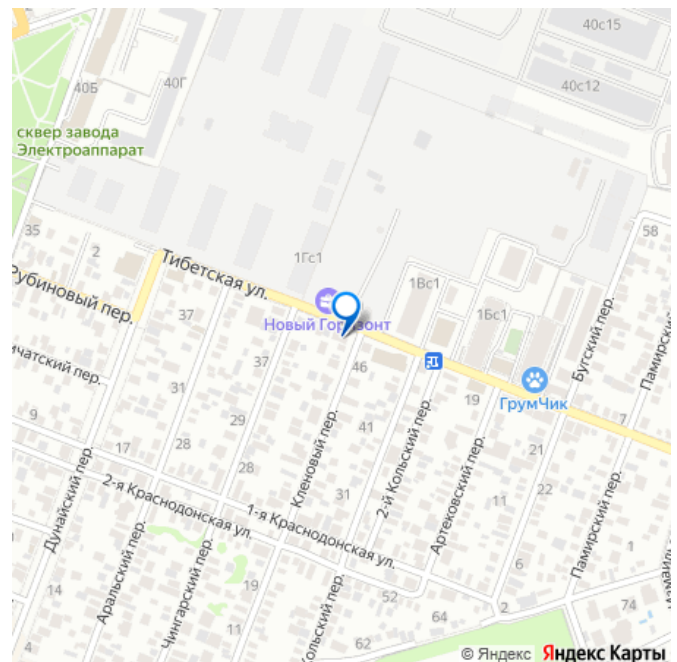 40с15
40Б
40Г
40с12
сквер завода
Электроаппарат
35
2
1Гс1
58
Тибетская ул.
Рубиновый пер.
Новый Горизонт
1Вс1
1Бс1
Бугский пер.
Памирский пер.
37
37
46
ГрумЧик
7
31
19
9
29
41
21
17
28
28
Кленовый пер.
31
2-й Кольский пер.
Артековский пер.
11
22
2-я Краснодонская ул.
1-я Краснодонская ул.
6
1
Дунайский пер.
Аральский пер.
Чингарский пер.
Памирский пер.
14
19
52
64
2
74
4
11
62
© Яндекс Яндекс Карты